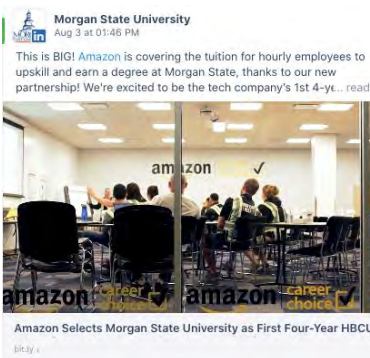 Morgan State University
Aug 3 at 01:46 PM
This is BIG! Amazon is covering the tuition for hourly employees to
upskill and earn a degree at Morgan State, thanks to our new
partnership! We're excited to be the tech company's 1st 4-ye... read
amazon
amazon career choice
amazon career choice
Amazon Selects Morgan State University as First Four-Year HBCU
bit.ly